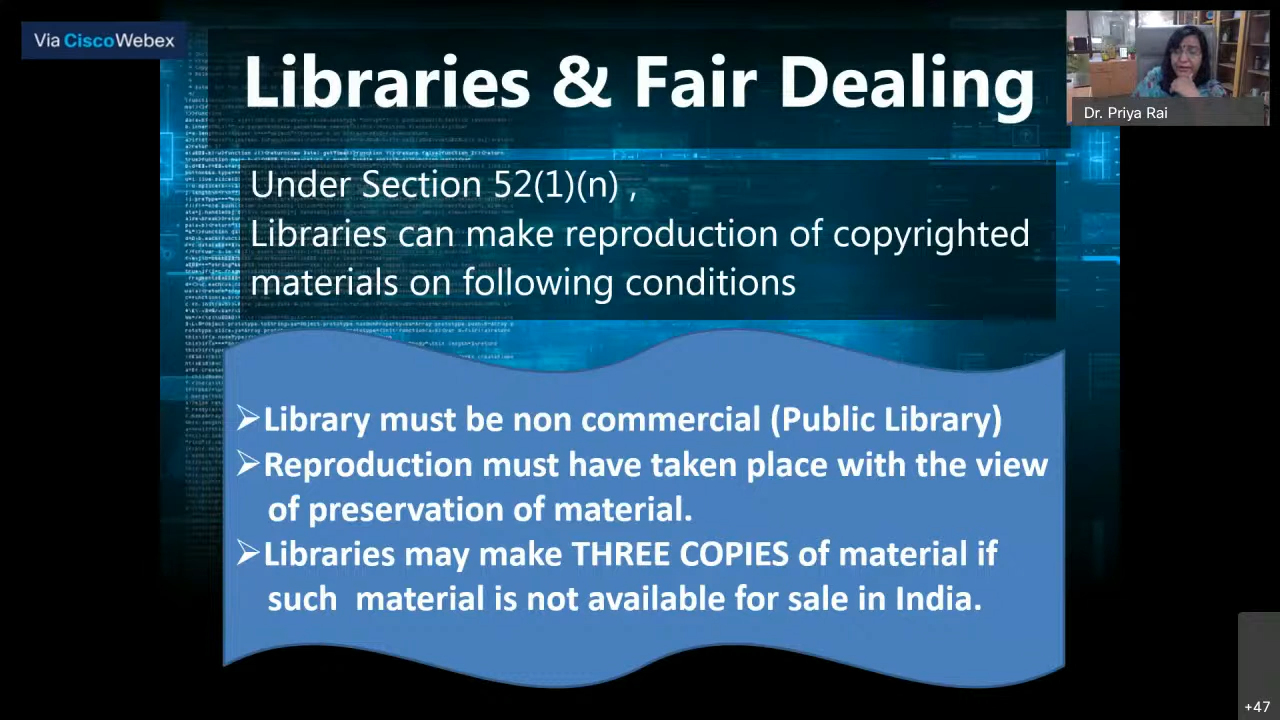 Via CiscoWebex
Libraries & Fair Dealing
Dr. Priya Rai
Under Section 52(1)(n) ,
Libraries can make reproduction of copyrighted
materials on following conditions
➢Library must be non commercial (Public Library)
➢Reproduction must have taken place with the view
of preservation of material.
➢Libraries may make THREE COPIES of material if
such  material is not available for sale in India.
+47